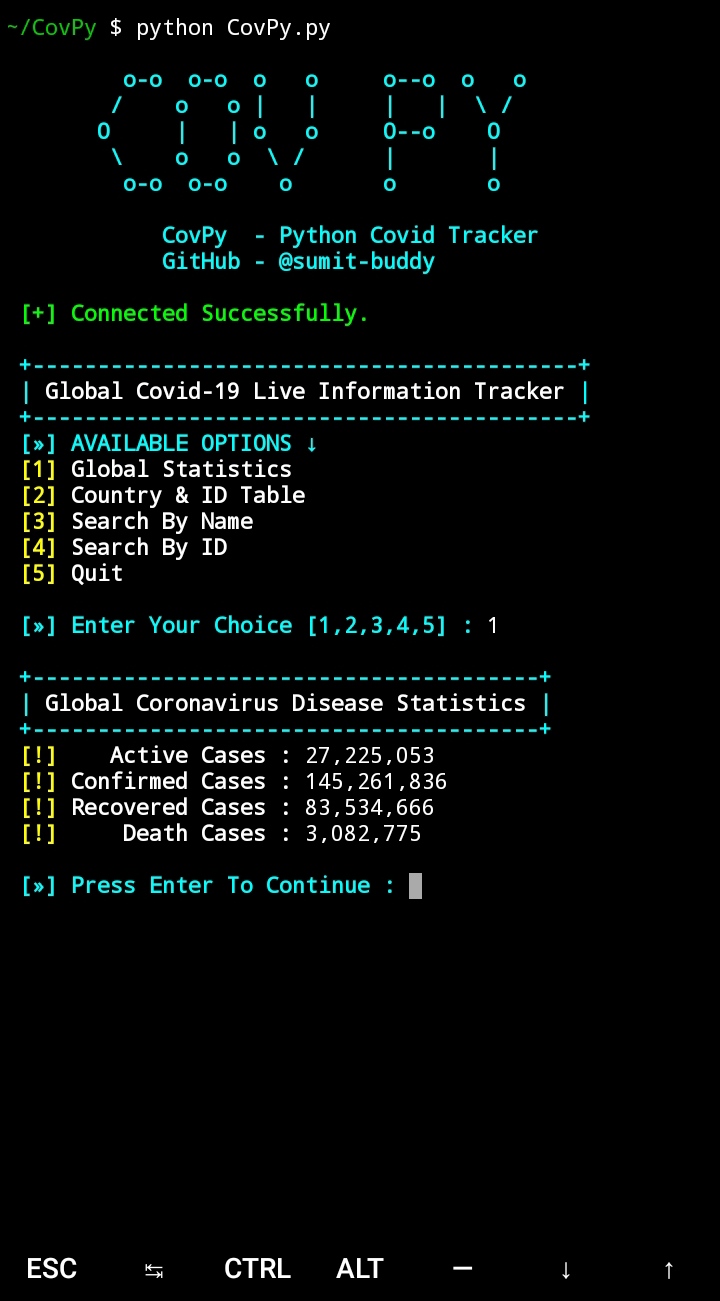 ~/CovPy $ python CovPy.py
         o-o  o-o  o   o     o--o  o   o
        /    o   o |   |     |   |  \ /
       O     |   | o   o     O--o    O
        \    o   o  \ /      |       |
         o-o  o-o    o       o       o
CovPy  - Python Covid Tracker
GitHub - @sumit-buddy
[+] Connected Successfully.
+------------------------------------------+
| Global Covid-19 Live Information Tracker |
+------------------------------------------+
[»] AVAILABLE OPTIONS ↓
[1] Global Statistics
[2] Country & ID Table
[3] Search By Name
[4] Search By ID
[5] Quit
[»] Enter Your Choice [1,2,3,4,5] : 1
+---------------------------------------+
| Global Coronavirus Disease Statistics |
+---------------------------------------+
[!]    Active Cases : 27,225,053
[!] Confirmed Cases : 145,261,836
[!] Recovered Cases : 83,534,666
[!]     Death Cases : 3,082,775
[»] Press Enter To Continue :
ESC ↹ CTRL ALT — ↓ ↑